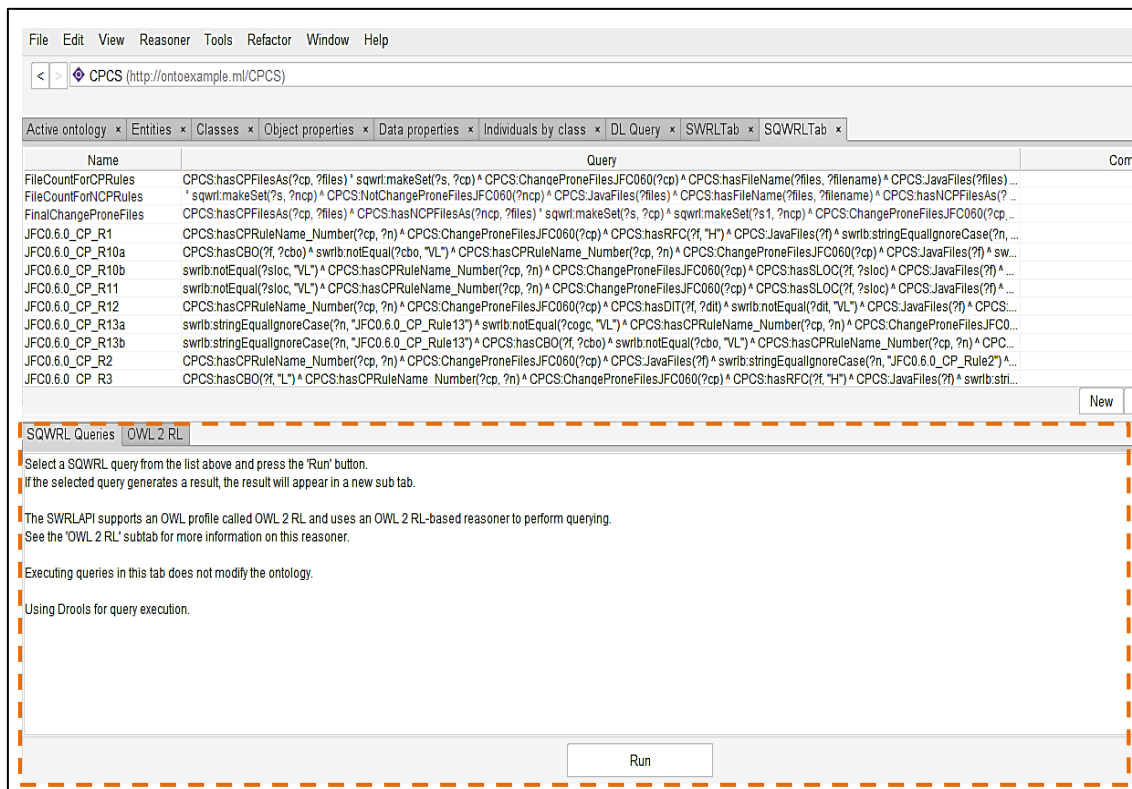 File Edit View Reasoner Tools Refactor Window Help
< > CPCS (http://ontoexample.ml/CPCS)
Active ontology × Entities × Classes × Object properties × Data properties × Individuals by class × DL Query × SWRLTab × SQWRLTab ×
Name Query Com
FileCountForCPRules CPCS:hasCPFilesAs(?cp, ?files) ° sqwrl:makeSet(?s, ?cp) ^ CPCS:ChangeProneFilesJFC060(?cp) ^ CPCS:hasFileName(?files, ?filename) ^ CPCS:JavaFiles(?files) ...
FileCountForNCPRules ° sqwrl:makeSet(?s, ?ncp) ^ CPCS:NotChangeProneFilesJFC060(?ncp) ^ CPCS:JavaFiles(?files) ^ CPCS:hasFileName(?files, ?filename) ^ CPCS:hasNCPFilesAs(? ..
FinalChangeProneFiles CPCS:hasCPFilesAs(?cp, ?files) ^ CPCS:hasNCPFilesAs(?ncp, ?files) ° sqwrl:makeSet(?s, ?cp) ^ sqwrl:makeSet(?s1, ?ncp) ^ CPCS:ChangeProneFilesJFC060(?cp,..
JFC0.6.0_CP_R1 CPCS:hasCPRuleName_Number(?cp, ?n) ^ CPCS:ChangeProneFilesJFC060(?cp) ^ CPCS:hasRFC(?f, "H") ^ CPCS:JavaFiles(?f) ^ swrlb:stringEqualIgnoreCase(?n, ...
JFC0.6.0_CP_R10a CPCS:hasCBO(?f, ?cbo) ^ swrlb:notEqual(?cbo, "VL") ^ CPCS:hasCPRuleName_Number(?cp, ?n) ^ CPCS:ChangeProneFilesJFC060(?cp) ^ CPCS:JavaFiles(?f) ^ sw...
JFC0.6.0_CP_R10b swrlb:notEqual(?sloc, "VL") ^ CPCS:hasCPRuleName_Number(?cp, ?n) ^ CPCS:ChangeProneFilesJFC060(?cp) ^ CPCS:hasSLOC(?f, ?sloc) ^ CPCS:JavaFiles(?f) ^ ...
JFC0.6.0_CP_R11 swrlb:notEqual(?sloc, "VL") ^ CPCS:hasCPRuleName_Number(?cp, ?n) ^ CPCS:ChangeProneFilesJFC060(?cp) ^ CPCS:hasSLOC(?f, ?sloc) ^ CPCS:JavaFiles(?f) ^ ...
JFC0.6.0_CP_R12 CPCS:hasCPRuleName_Number(?cp, ?n) ^ CPCS:ChangeProneFilesJFC060(?cp) ^ CPCS:hasDIT(?f, ?dit) ^ swrlb:notEqual(?dit, "VL") ^ CPCS:JavaFiles(?f) ^ CPCS:...
JFC0.6.0_CP_R13a swrlb:stringEqualIgnoreCase(?n, "JFC0.6.0_CP_Rule13") ^ swrlb:notEqual(?cogc, "VL") ^ CPCS:hasCPRuleName_Number(?cp, ?n) ^ CPCS:ChangeProneFilesJFC0...
JFC0.6.0_CP_R13b swrlb:stringEqualIgnoreCase(?n, "JFC0.6.0_CP_Rule13") ^ CPCS:hasCBO(?f, ?cbo) ^ swrlb:notEqual(?cbo, "VL") ^ CPCS:hasCPRuleName_Number(?cp, ?n) ^ CPC...
JFC0.6.0_CP_R2 CPCS:hasCPRuleName_Number(?cp, ?n) ^ CPCS:ChangeProneFilesJFC060(?cp) ^ CPCS:JavaFiles(?f) ^ swrlb:stringEqualIgnoreCase(?n, "JFC0.6.0_CP_Rule2") ^...
JFC0.6.0_CP_R3 CPCS:hasCBO(?f, "L") ^ CPCS:hasCPRuleName_Number(?cp, ?n) ^ CPCS:ChangeProneFilesJFC060(?cp) ^ CPCS:hasRFC(?f, "H") ^ CPCS:JavaFiles(?f) ^ swrlb:stri...
New
SQWRL Queries OWL 2 RL
Select a SQWRL query from the list above and press the 'Run' button.
If the selected query generates a result, the result will appear in a new sub tab.
The SWRLAPI supports an OWL profile called OWL 2 RL and uses an OWL 2 RL-based reasoner to perform querying.
See the 'OWL 2 RL' subtab for more information on this reasoner.
Executing queries in this tab does not modify the ontology.
Using Drools for query execution.
Run